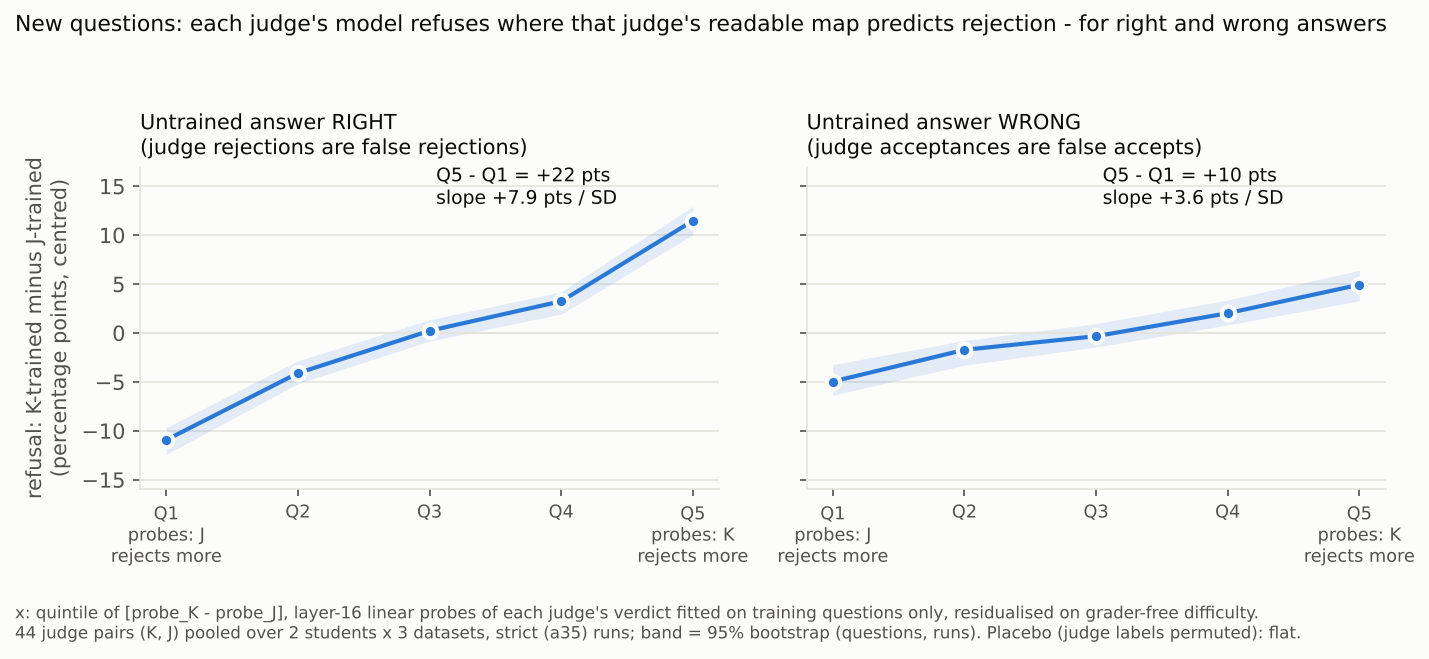 New questions: each judge's model refuses where that judge's readable map predicts rejection - for right and wrong answers
Untrained answer RIGHT
(judge rejections are false rejections)
Q5 - Q1 = +22 pts
slope +7.9 pts / SD
refusal: K-trained minus J-trained
(percentage points, centred)
15
10
5
0
−5
−10
−15
Q1
probes: J
rejects more
Q2
Q3
Q4
Q5
probes: K
rejects more
Untrained answer WRONG
(judge acceptances are false accepts)
Q5 - Q1 = +10 pts
slope +3.6 pts / SD
Q1
probes: J
rejects more
Q2
Q3
Q4
Q5
probes: K
rejects more
x: quintile of [probe_K - probe_J], layer-16 linear probes of each judge's verdict fitted on training questions only, residualised on grader-free difficulty.
44 judge pairs (K, J) pooled over 2 students x 3 datasets, strict (a35) runs; band = 95% bootstrap (questions, runs). Placebo (judge labels permuted): flat.